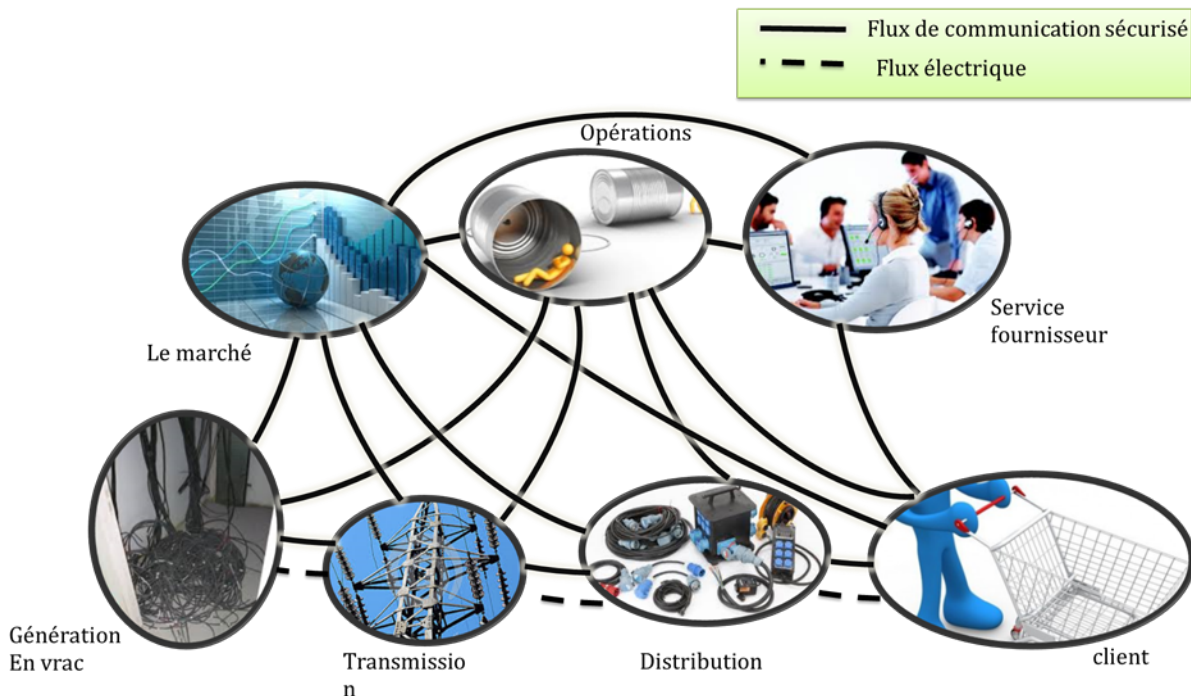 Flux de communication sécurisé
Flux électrique
Opérations
Le marché
Service
fournisseur
Génération
En vrac
Transmissio
n
Distribution
client